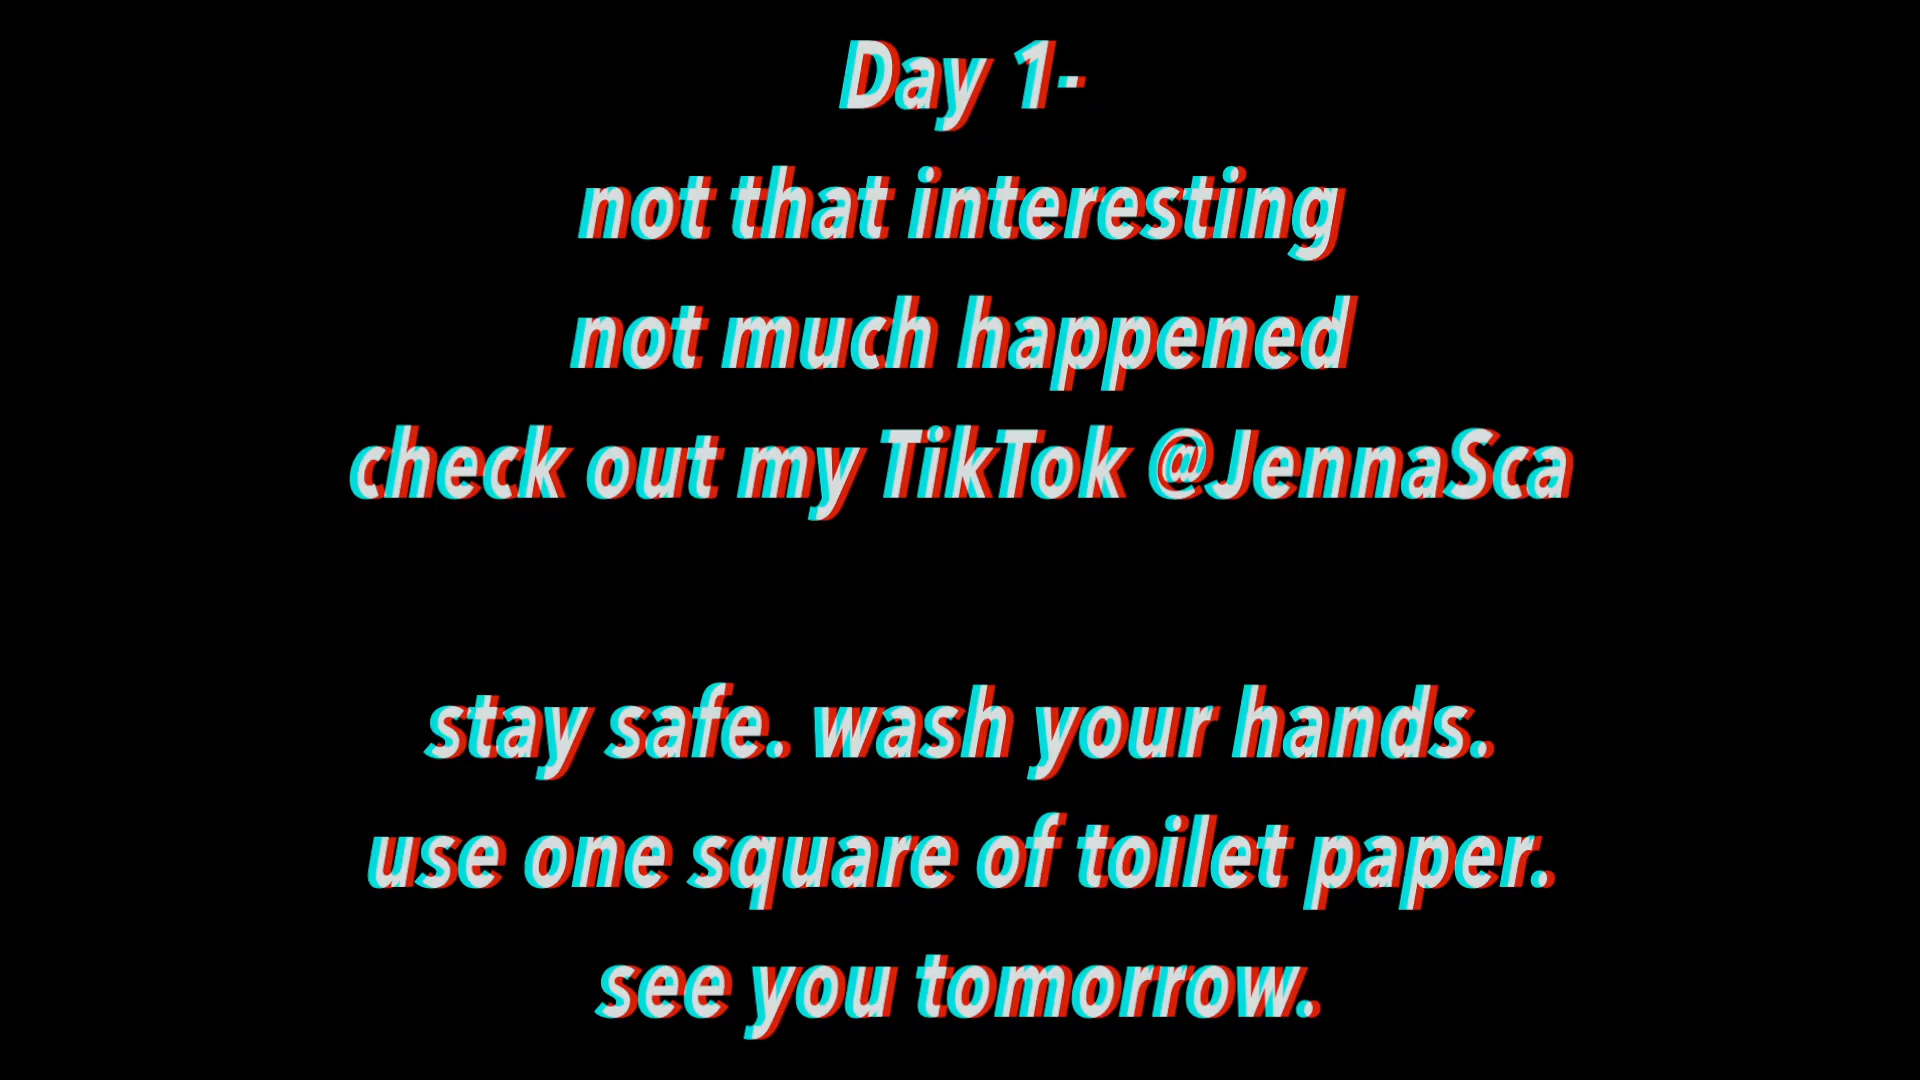 Day 1-
not that interesting
not much happened
check out my TikTok @JennaSca
stay safe. wash your hands.
use one square of toilet paper.
see you tomorrow.